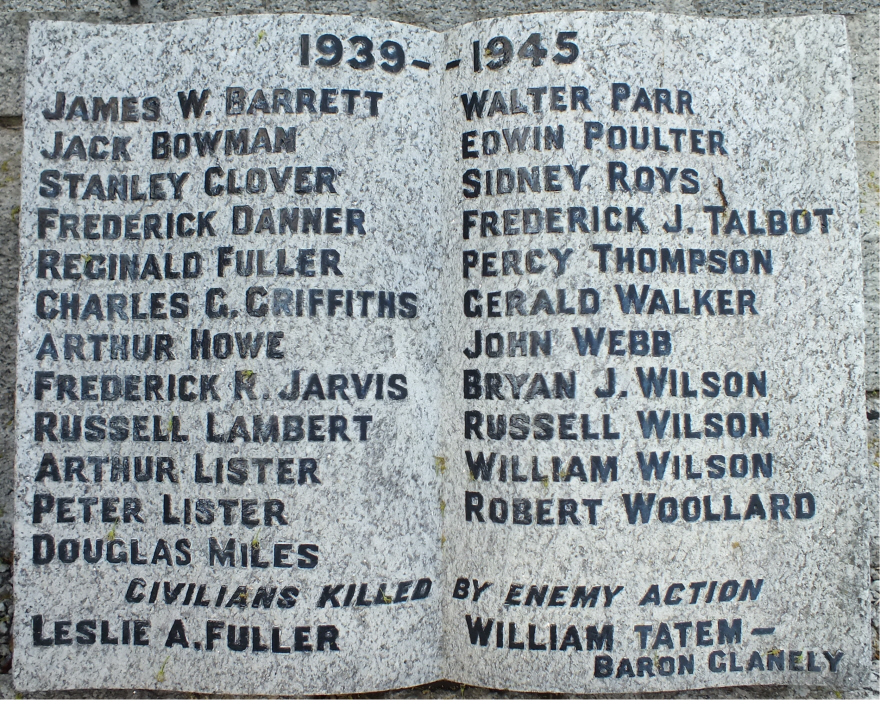 1939-
-1945
JAMES W. BARRETT
JACK BOWMAN
STANLEY CLOVER
FREDERICK DANNER
REGINALD FULLER
CHARLES G. GRIFFITHS
ARTHUR HOWE
FREDERICK R. JARVIS
RUSSELL LAMBERT
ARTHUR LISTER
PETER LISTER
DOUGLAS MILES
WALTER PARR
EDWIN POULTER
SIDNEY ROYS
FREDERICK J. TALBOT
PERCY THOMPSON
GERALD WALKER
JOHN WEBB
BRYAN J. WILSON
RUSSELL WILSON
WILLIAM WILSON
ROBERT WOOLLARD
CIVILIANS KILLED BY ENEMY ACTION
LESLIE A. FULLER
WILLIAM TATEM –
BARON GLANELY